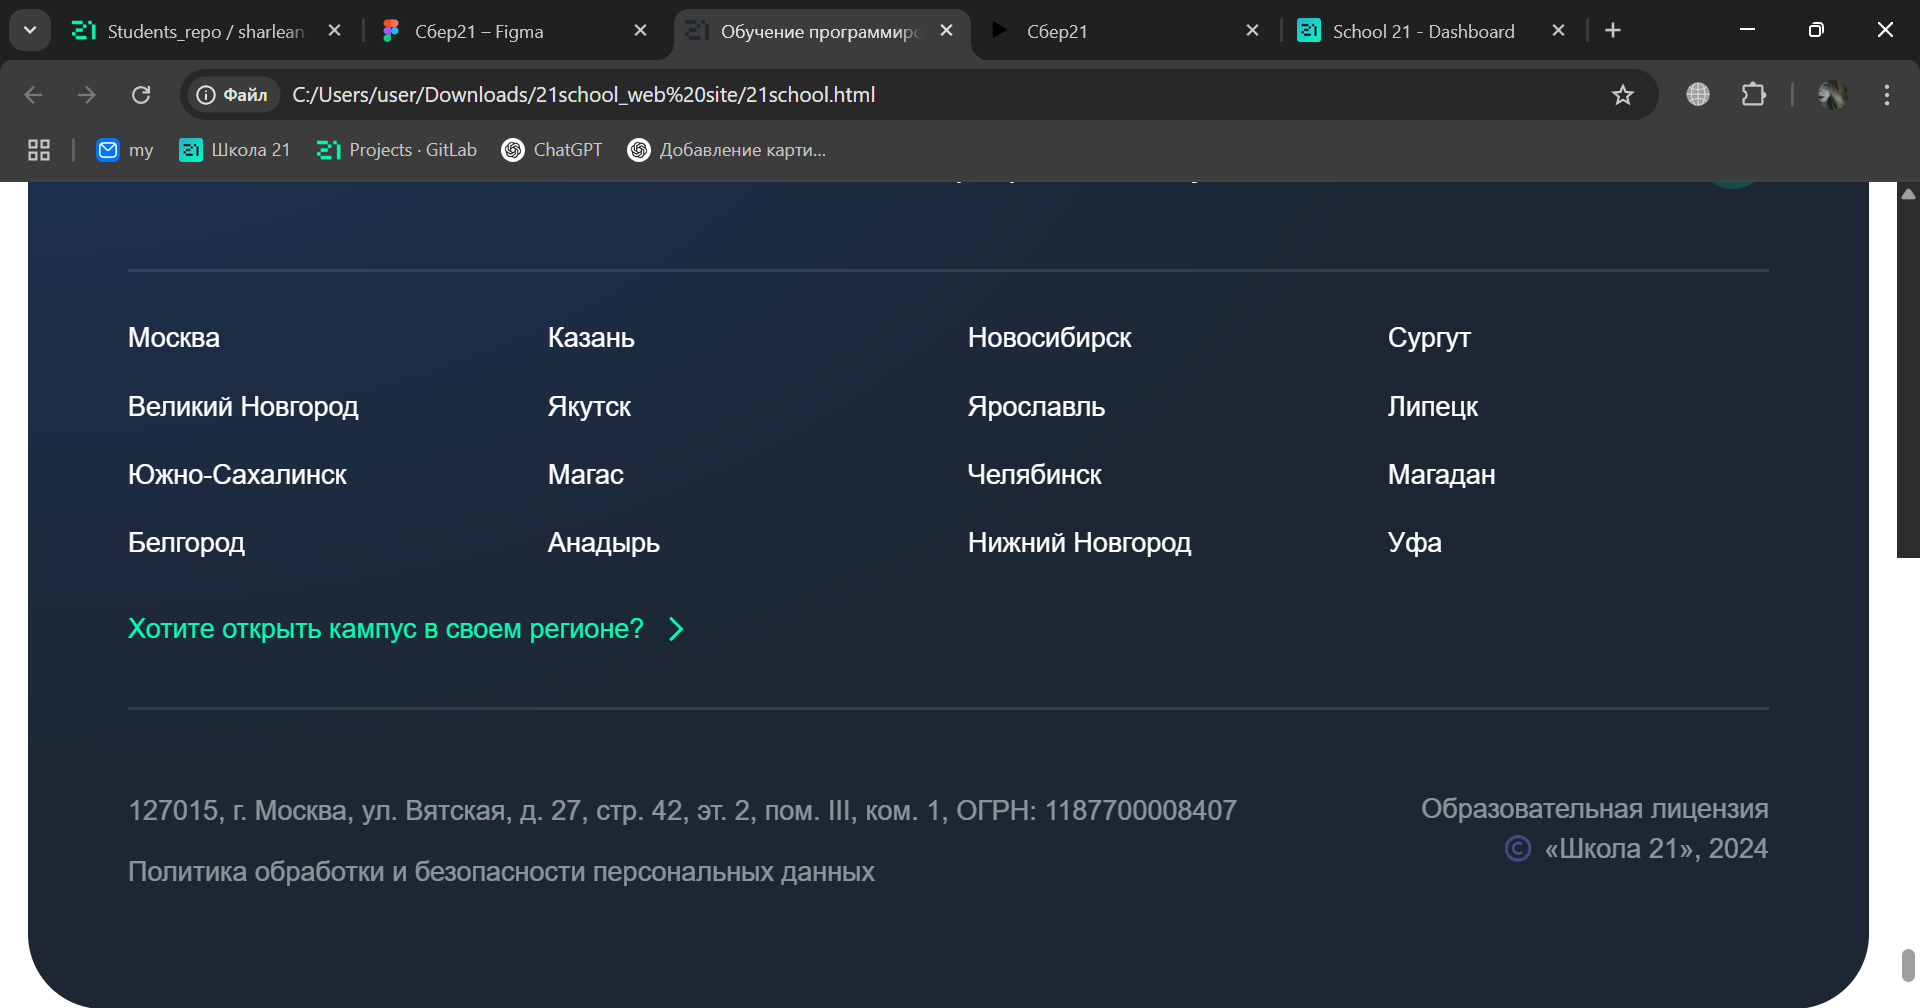 Students_repo / sharlean
Сбер21 – Figma
Обучение программиро
Сбер21
School 21 - Dashboard
Файл
C:/Users/user/Downloads/21school_web%20site/21school.html
my
Школа 21
Projects · GitLab
ChatGPT
Добавление карти...
Москва
Казань
Новосибирск
Сургут
Великий Новгород
Якутск
Ярославль
Липецк
Южно-Сахалинск
Магас
Челябинск
Магадан
Белгород
Анадырь
Нижний Новгород
Уфа
Хотите открыть кампус в своем регионе?
127015, г. Москва, ул. Вятская, д. 27, стр. 42, эт. 2, пом. III, ком. 1, ОГРН: 1187700008407
Образовательная лицензия
© «Школа 21», 2024
Политика обработки и безопасности персональных данных